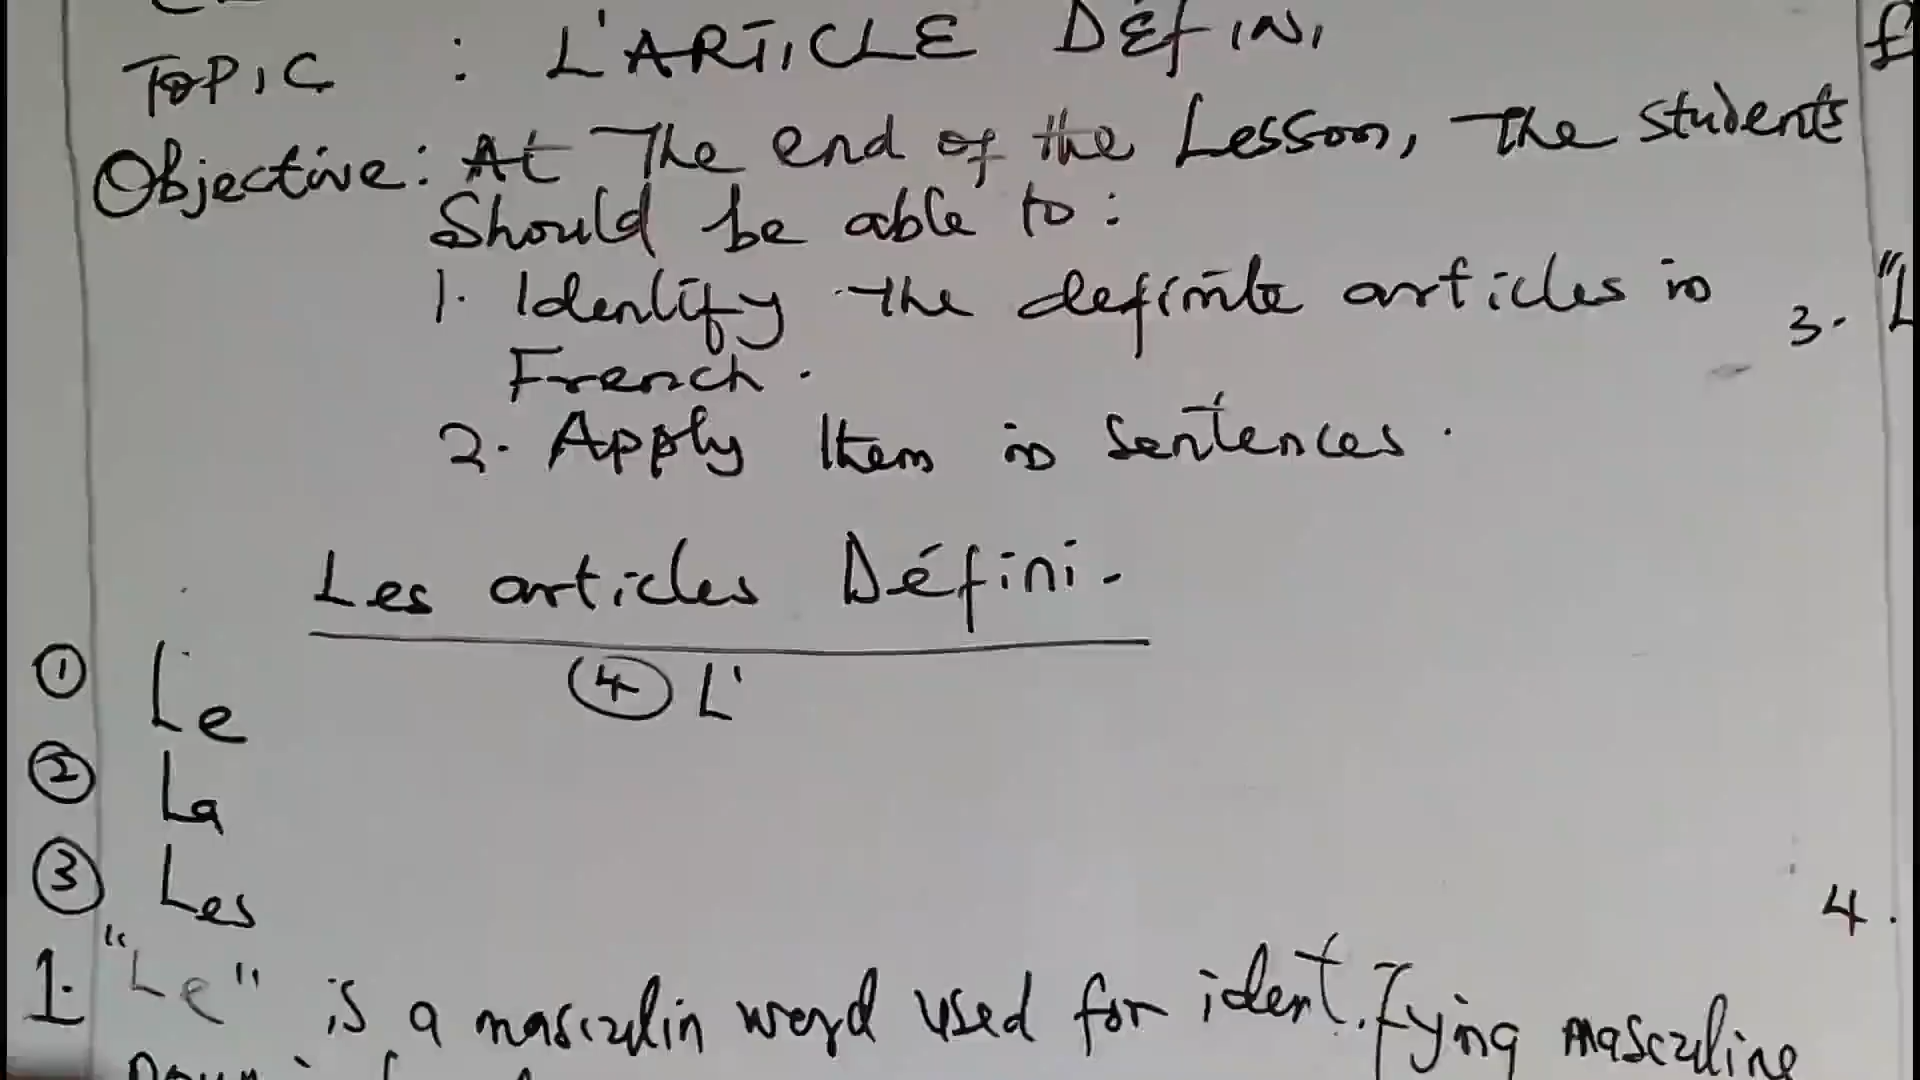 TOPIC : L'ARTICLE DÉFINI
Objective: At The end of the Lesson, The students
Should be able to:
1. Identify the definite articles in
French.
2. Apply them in Sentences.
Les articles Défini.
① Le
④ L'
② La
③ Les
1. "Le" is a masculin word used for identifying masculine
3. "L
4.